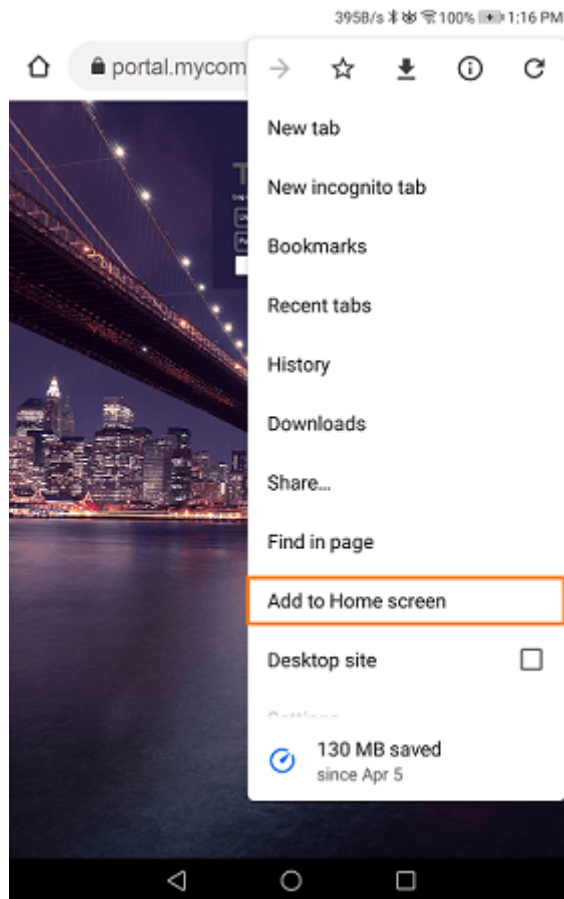 395B/s 100% 1:16 PM
portal.mycom
New tab
New incognito tab
Bookmarks
Recent tabs
History
Downloads
Share...
Find in page
Add to Home screen
Desktop site
Settings
130 MB saved
since Apr 5